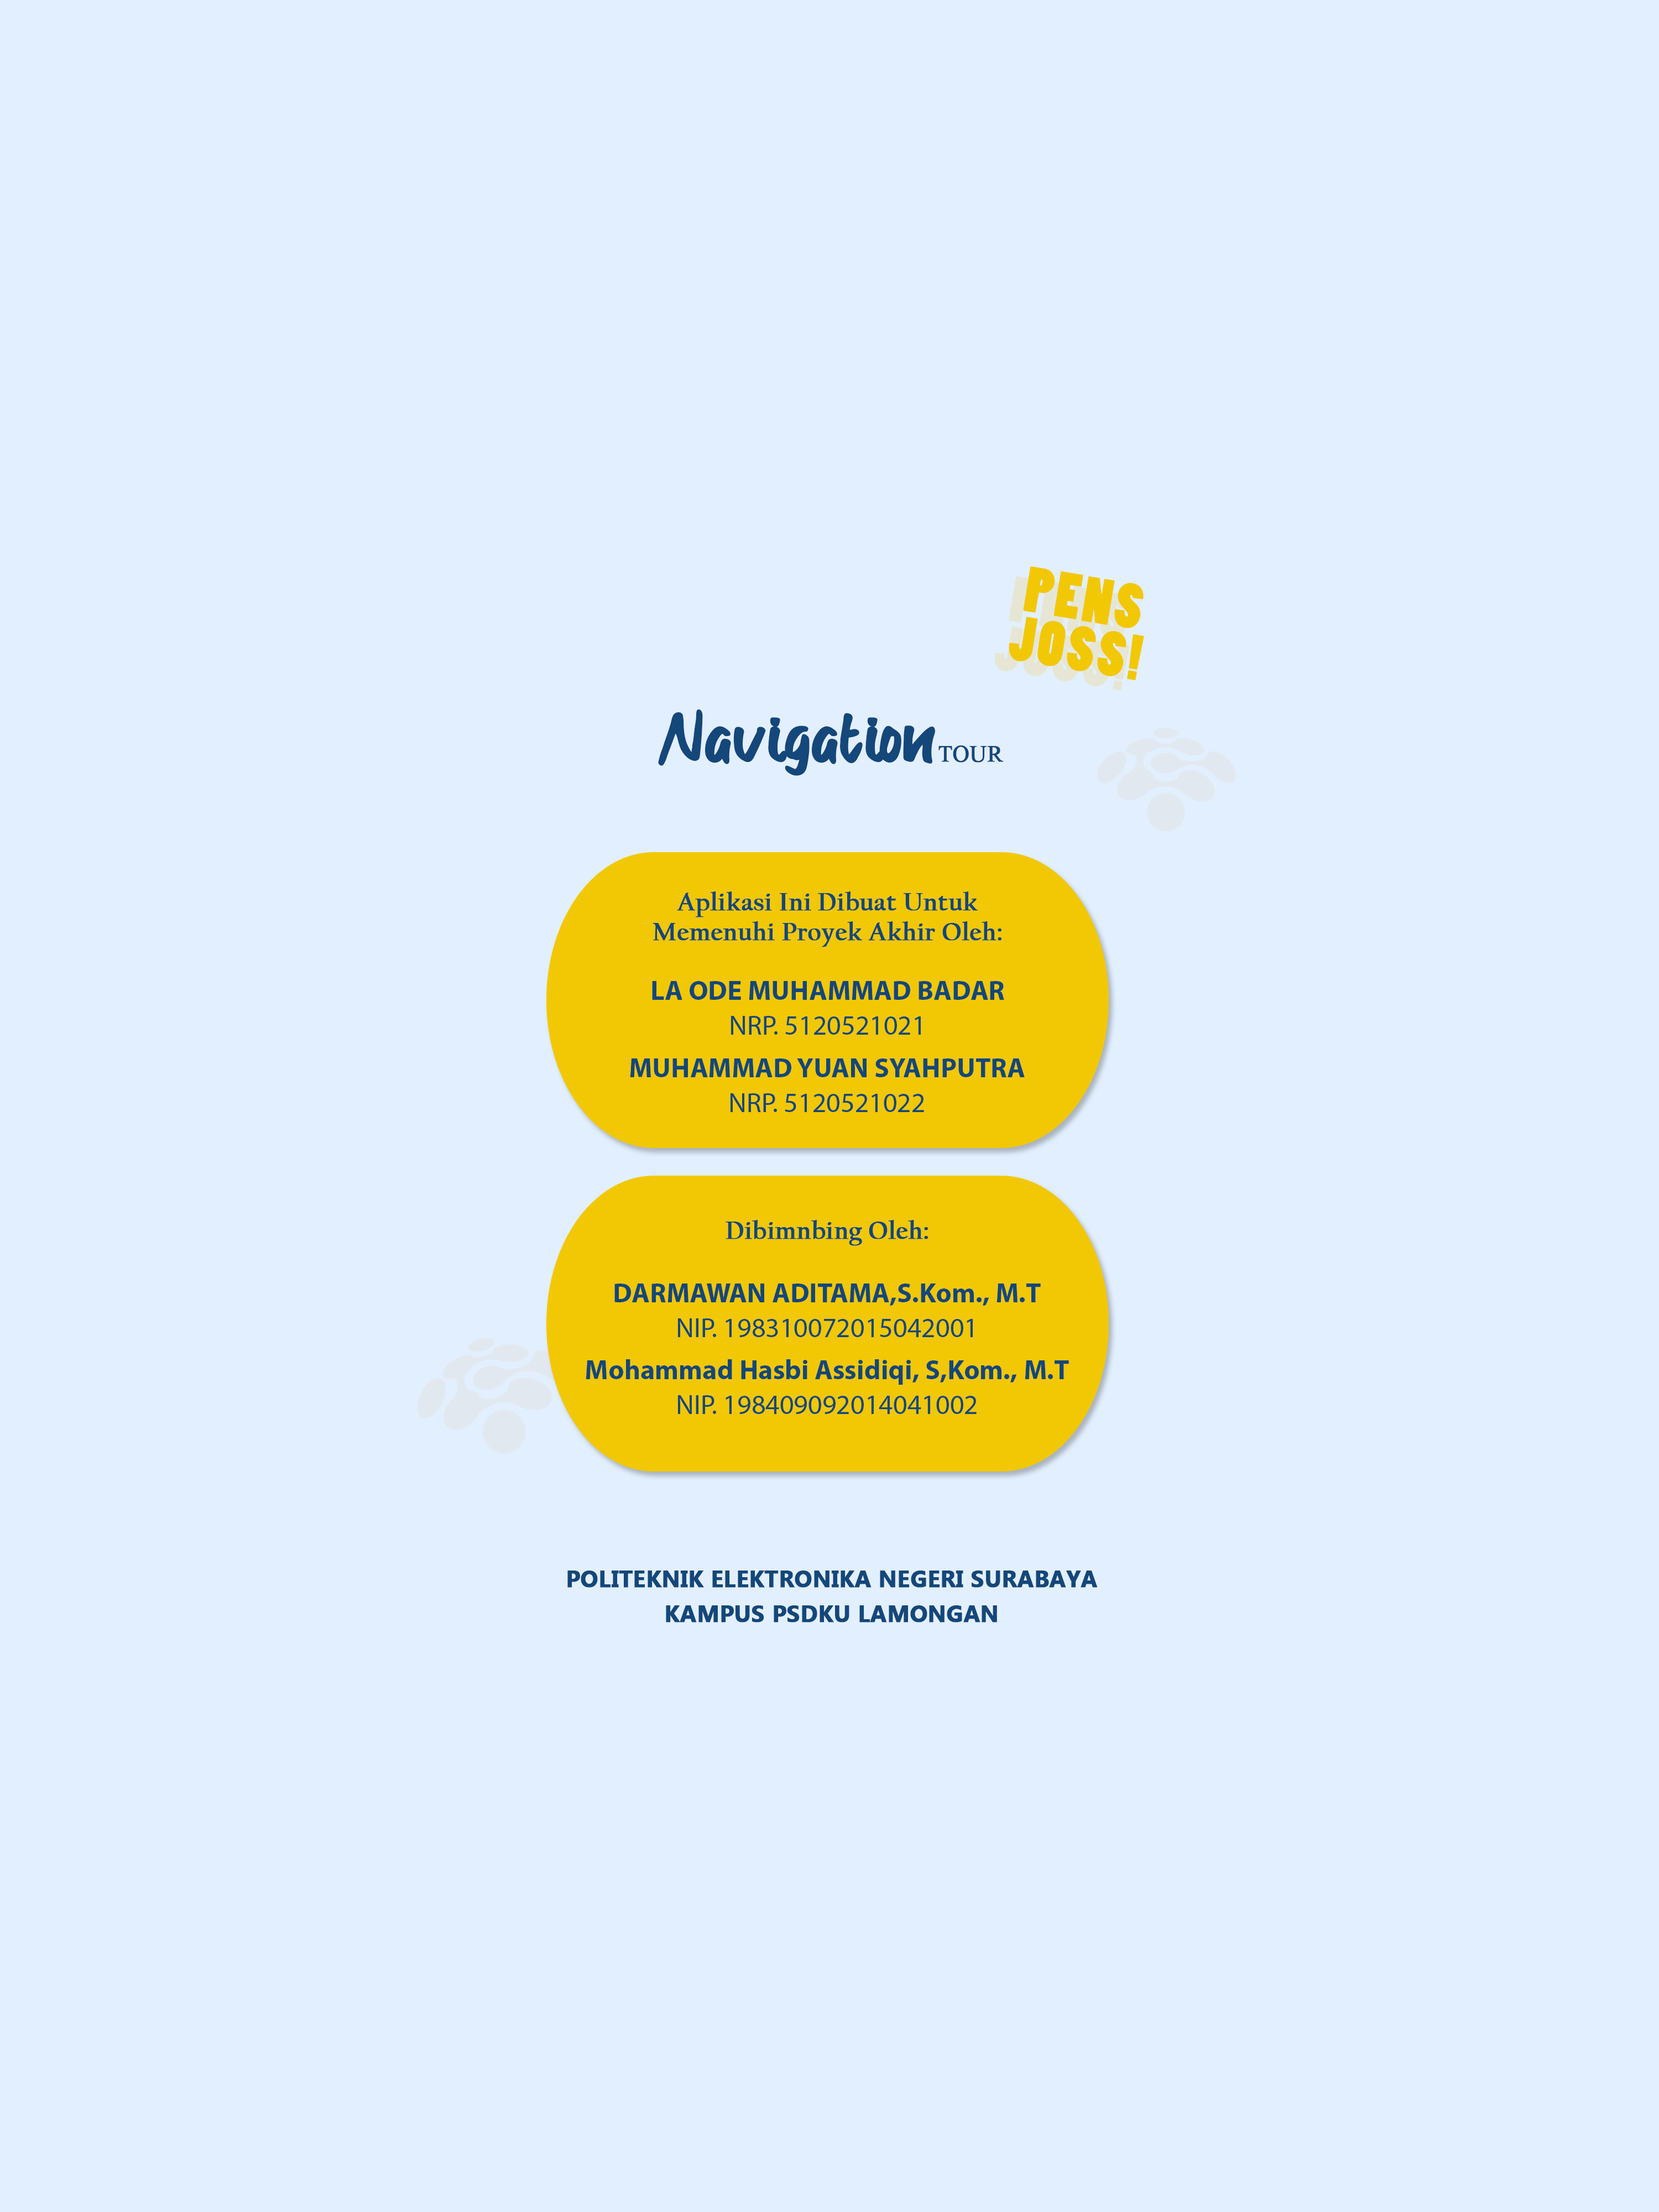 PENS
JOSS!
Navigation TOUR
Aplikasi Ini Dibuat Untuk
Memenuhi Proyek Akhir Oleh:
LA ODE MUHAMMAD BADAR
NRP. 5120521021
MUHAMMAD YUAN SYAHPUTRA
NRP. 5120521022
Dibimnbing Oleh:
DARMAWAN ADITAMA,S.Kom., M.T
NIP. 198310072015042001
Mohammad Hasbi Assidiqi, S,Kom., M.T
NIP. 198409092014041002
POLITEKNIK ELEKTRONIKA NEGERI SURABAYA
KAMPUS PSDKU LAMONGAN